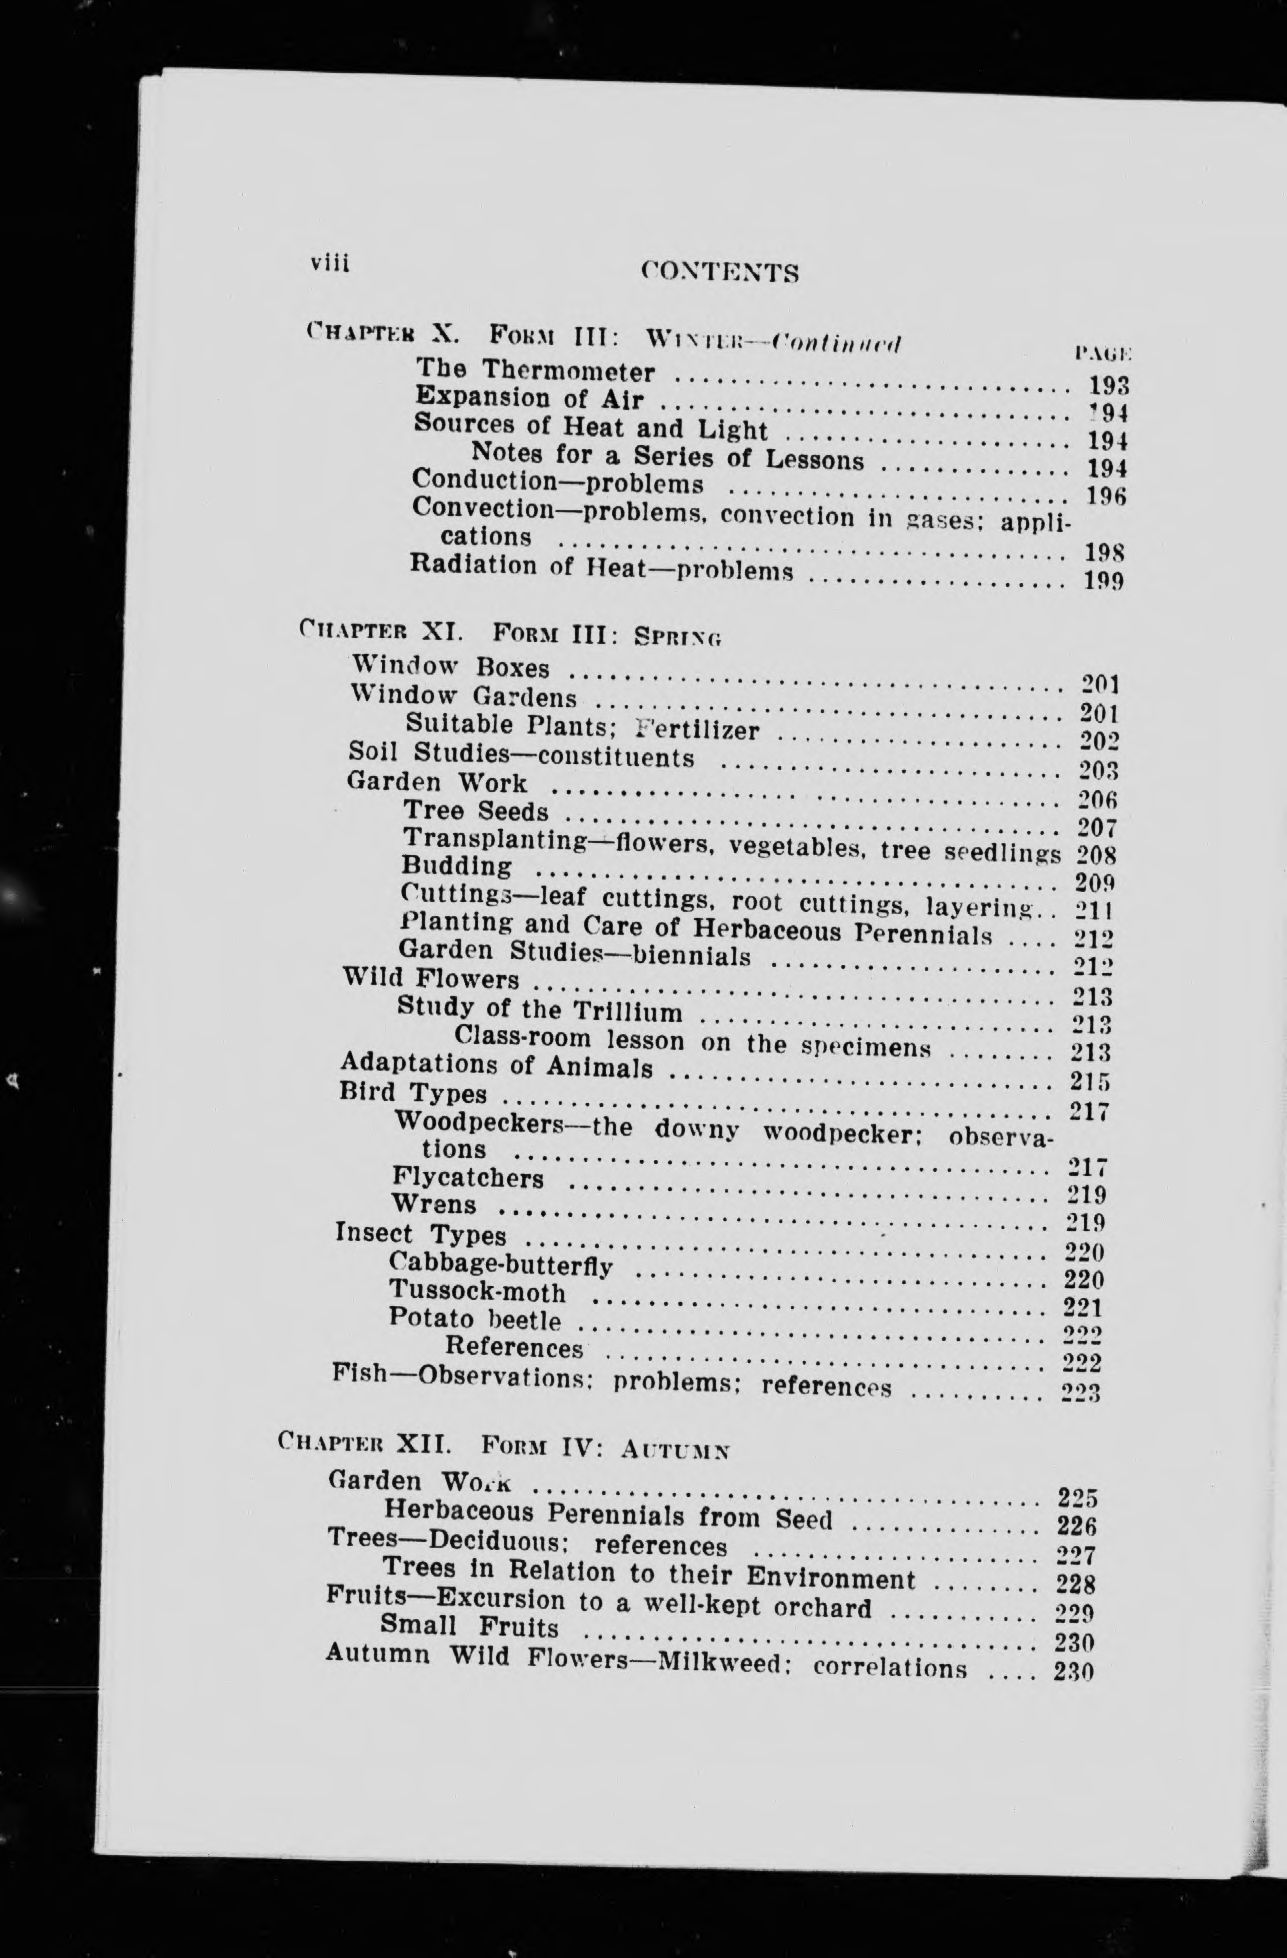 viii CONTENTS
CHAPTER X. FORM III: WINTER—Continued PAGE
The Thermometer ............................ 193
Expansion of Air ............................ 194
Sources of Heat and Light ..................... 194
Notes for a Series of Lessons .............. 194
Conduction—problems ......................... 196
Convection—problems, convection in gases; appli-
cations ..................................... 198
Radiation of Heat—problems ................... 199
CHAPTER XI. FORM III: SPRING
Window Boxes .................................... 201
Window Gardens .................................. 201
Suitable Plants; Fertilizer ..................... 202
Soil Studies—constituents ......................... 203
Garden Work ..................................... 206
Tree Seeds .................................... 207
Transplanting—flowers, vegetables, tree seedlings 208
Budding ...................................... 209
Cuttings—leaf cuttings, root cuttings, layering.. 211
Planting and Care of Herbaceous Perennials .... 212
Garden Studies—biennials ..................... 212
Wild Flowers ...................................... 213
Study of the Trillium .......................... 213
Class-room lesson on the specimens ........ 213
Adaptations of Animals ............................ 215
Bird Types ........................................ 217
Woodpeckers—the downy woodpecker; observa-
tions ....................................... 217
Flycatchers ................................... 219
Wrens ........................................ 219
Insect Types ...................................... 220
Cabbage-butterfly .............................. 220
Tussock-moth ................................. 221
Potato beetle .................................. 222
References ................................ 222
Fish—Observations; problems; references .......... 223
CHAPTER XII. FORM IV: AUTUMN
Garden Work ..................................... 225
Herbaceous Perennials from Seed .............. 226
Trees—Deciduous; references ..................... 227
Trees in Relation to their Environment ........ 228
Fruits—Excursion to a well-kept orchard ........... 229
Small Fruits ................................. 230
Autumn Wild Flowers—Milkweed; correlations .... 230